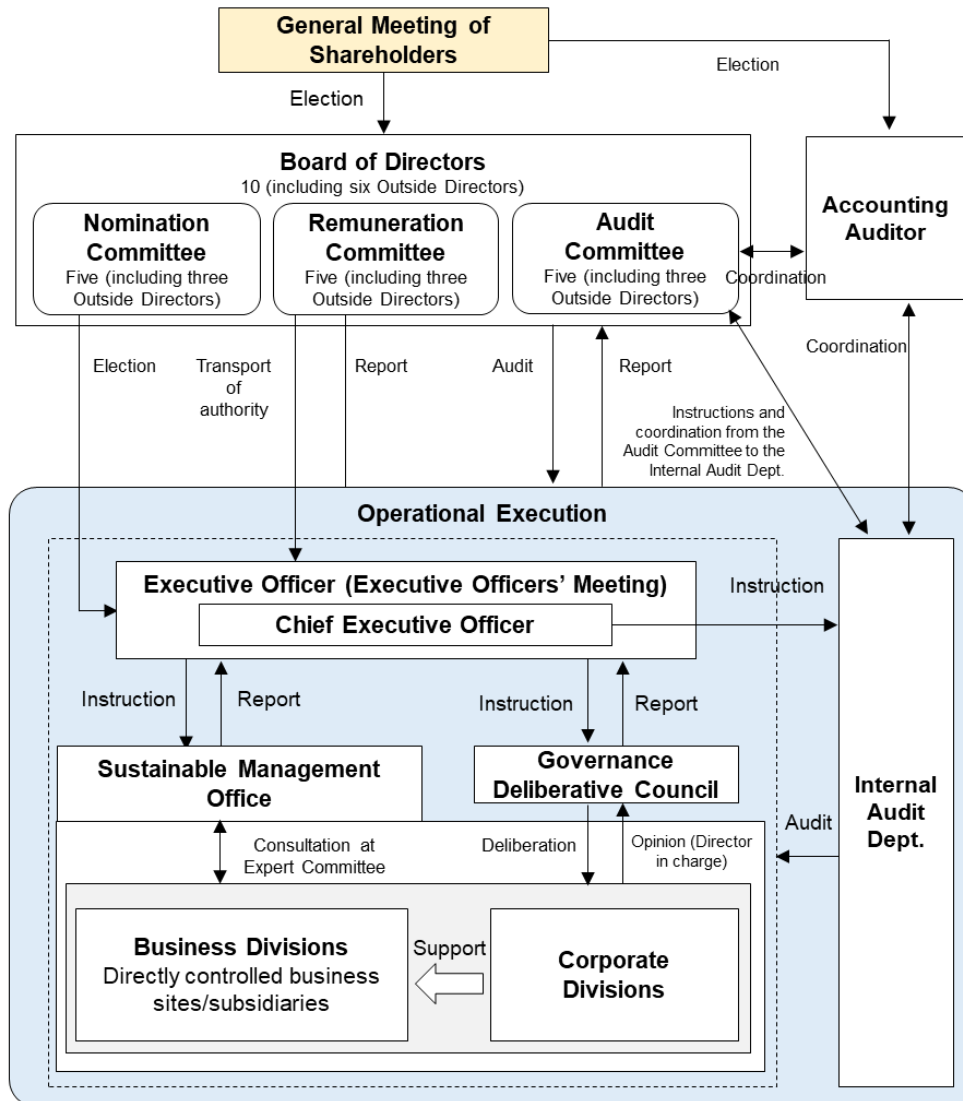 General Meeting of
Shareholders
Election
Election
Board of Directors
10 (including six Outside Directors)
Nomination
Committee
Five (including three
Outside Directors)
Remuneration
Committee
Five (including three
Outside Directors)
Audit
Committee
Five (including three
Outside Directors)
Coordination
Accounting
Auditor
Election
Transport
of
authority
Report
Audit
Report
Coordination
Instructions and
coordination from the
Audit Committee to the
Internal Audit Dept.
Operational Execution
Executive Officer (Executive Officers’ Meeting)
Chief Executive Officer
Instruction
Instruction
Report
Instruction
Report
Sustainable Management
Office
Governance
Deliberative Council
Internal
Audit
Dept.
Audit
Consultation at
Expert Committee
Deliberation
Opinion (Director
in charge)
Business Divisions
Directly controlled business
sites/subsidiaries
Support
Corporate
Divisions